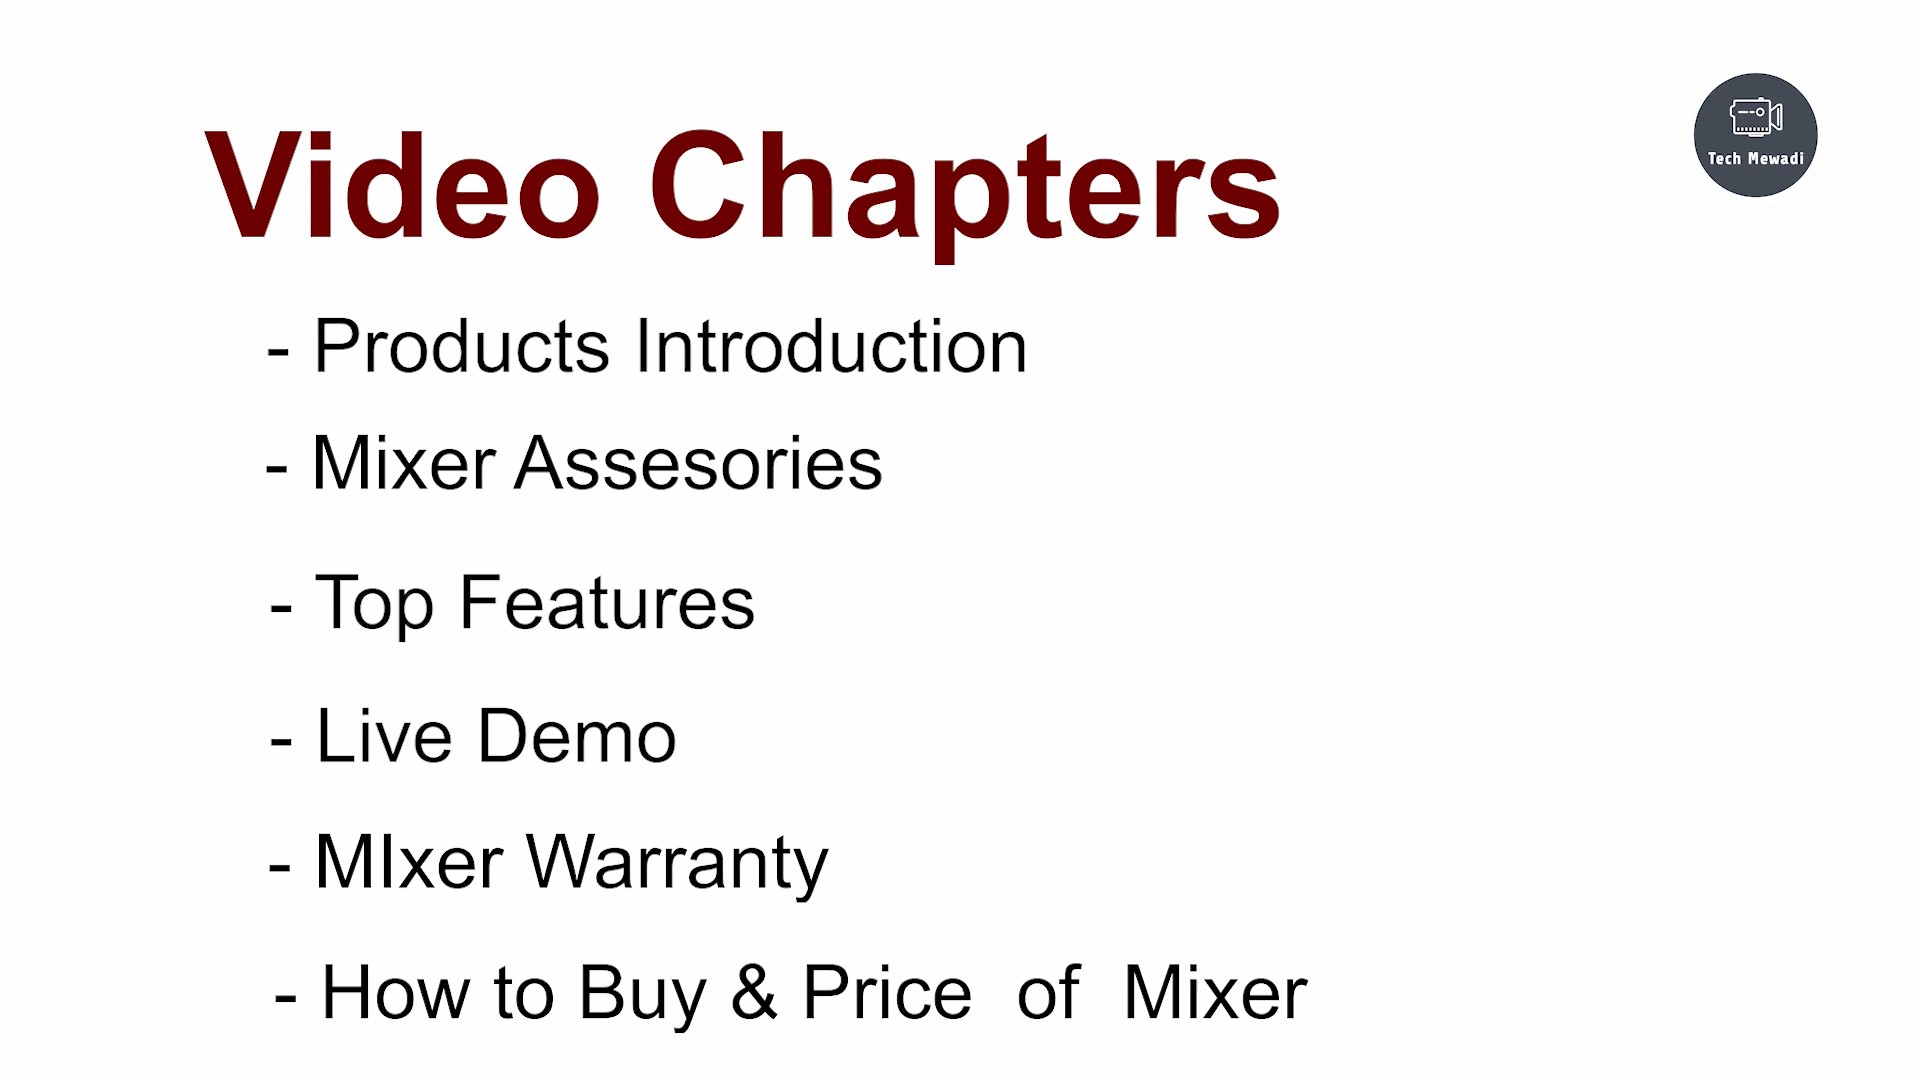 Video Chapters
Tech Mewadi
- Products Introduction
- Mixer Assesories
- Top Features
- Live Demo
- MIxer Warranty
- How to Buy & Price of Mixer